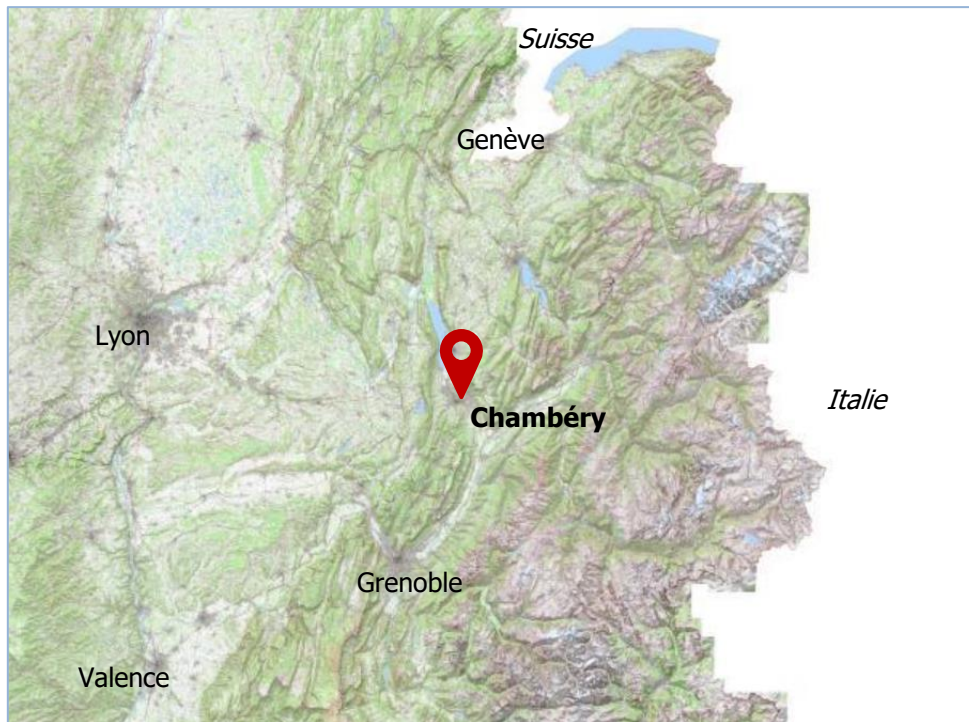 Suisse
Genève
Lyon
Italie
Chambéry
Grenoble
Valence